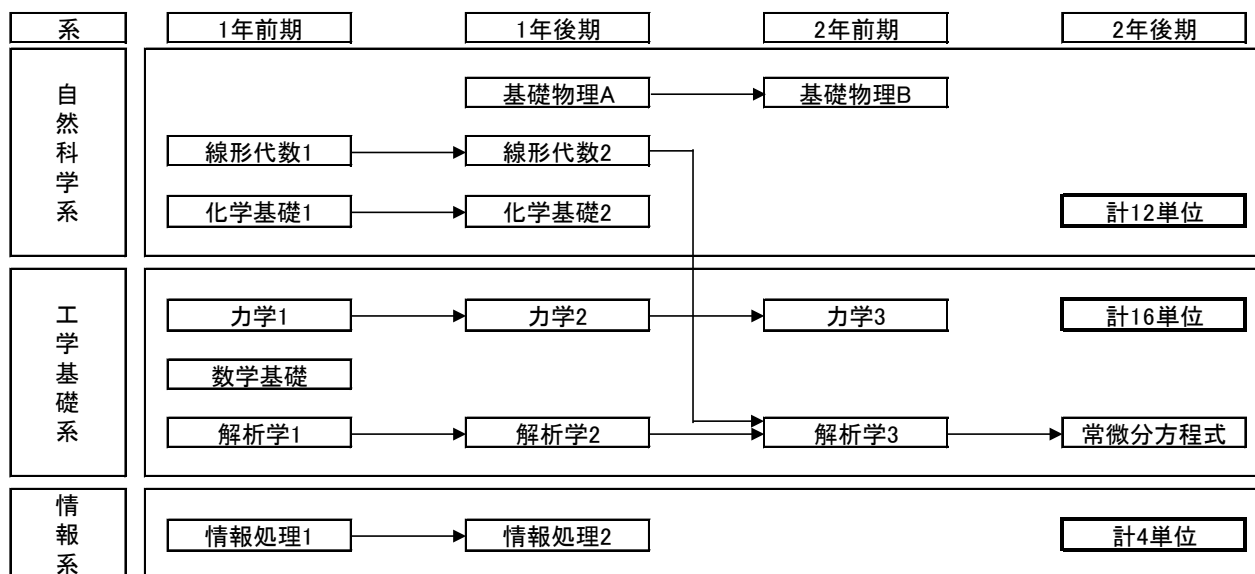 系 1年前期 1年後期 2年前期 2年後期
自然科学系
基礎物理A 基礎物理B
線形代数1 線形代数2
化学基礎1 化学基礎2 計12単位
工学基礎系
力学1 力学2 力学3 計16単位
数学基礎
解析学1 解析学2 解析学3 常微分方程式
情報系
情報処理1 情報処理2 計4単位